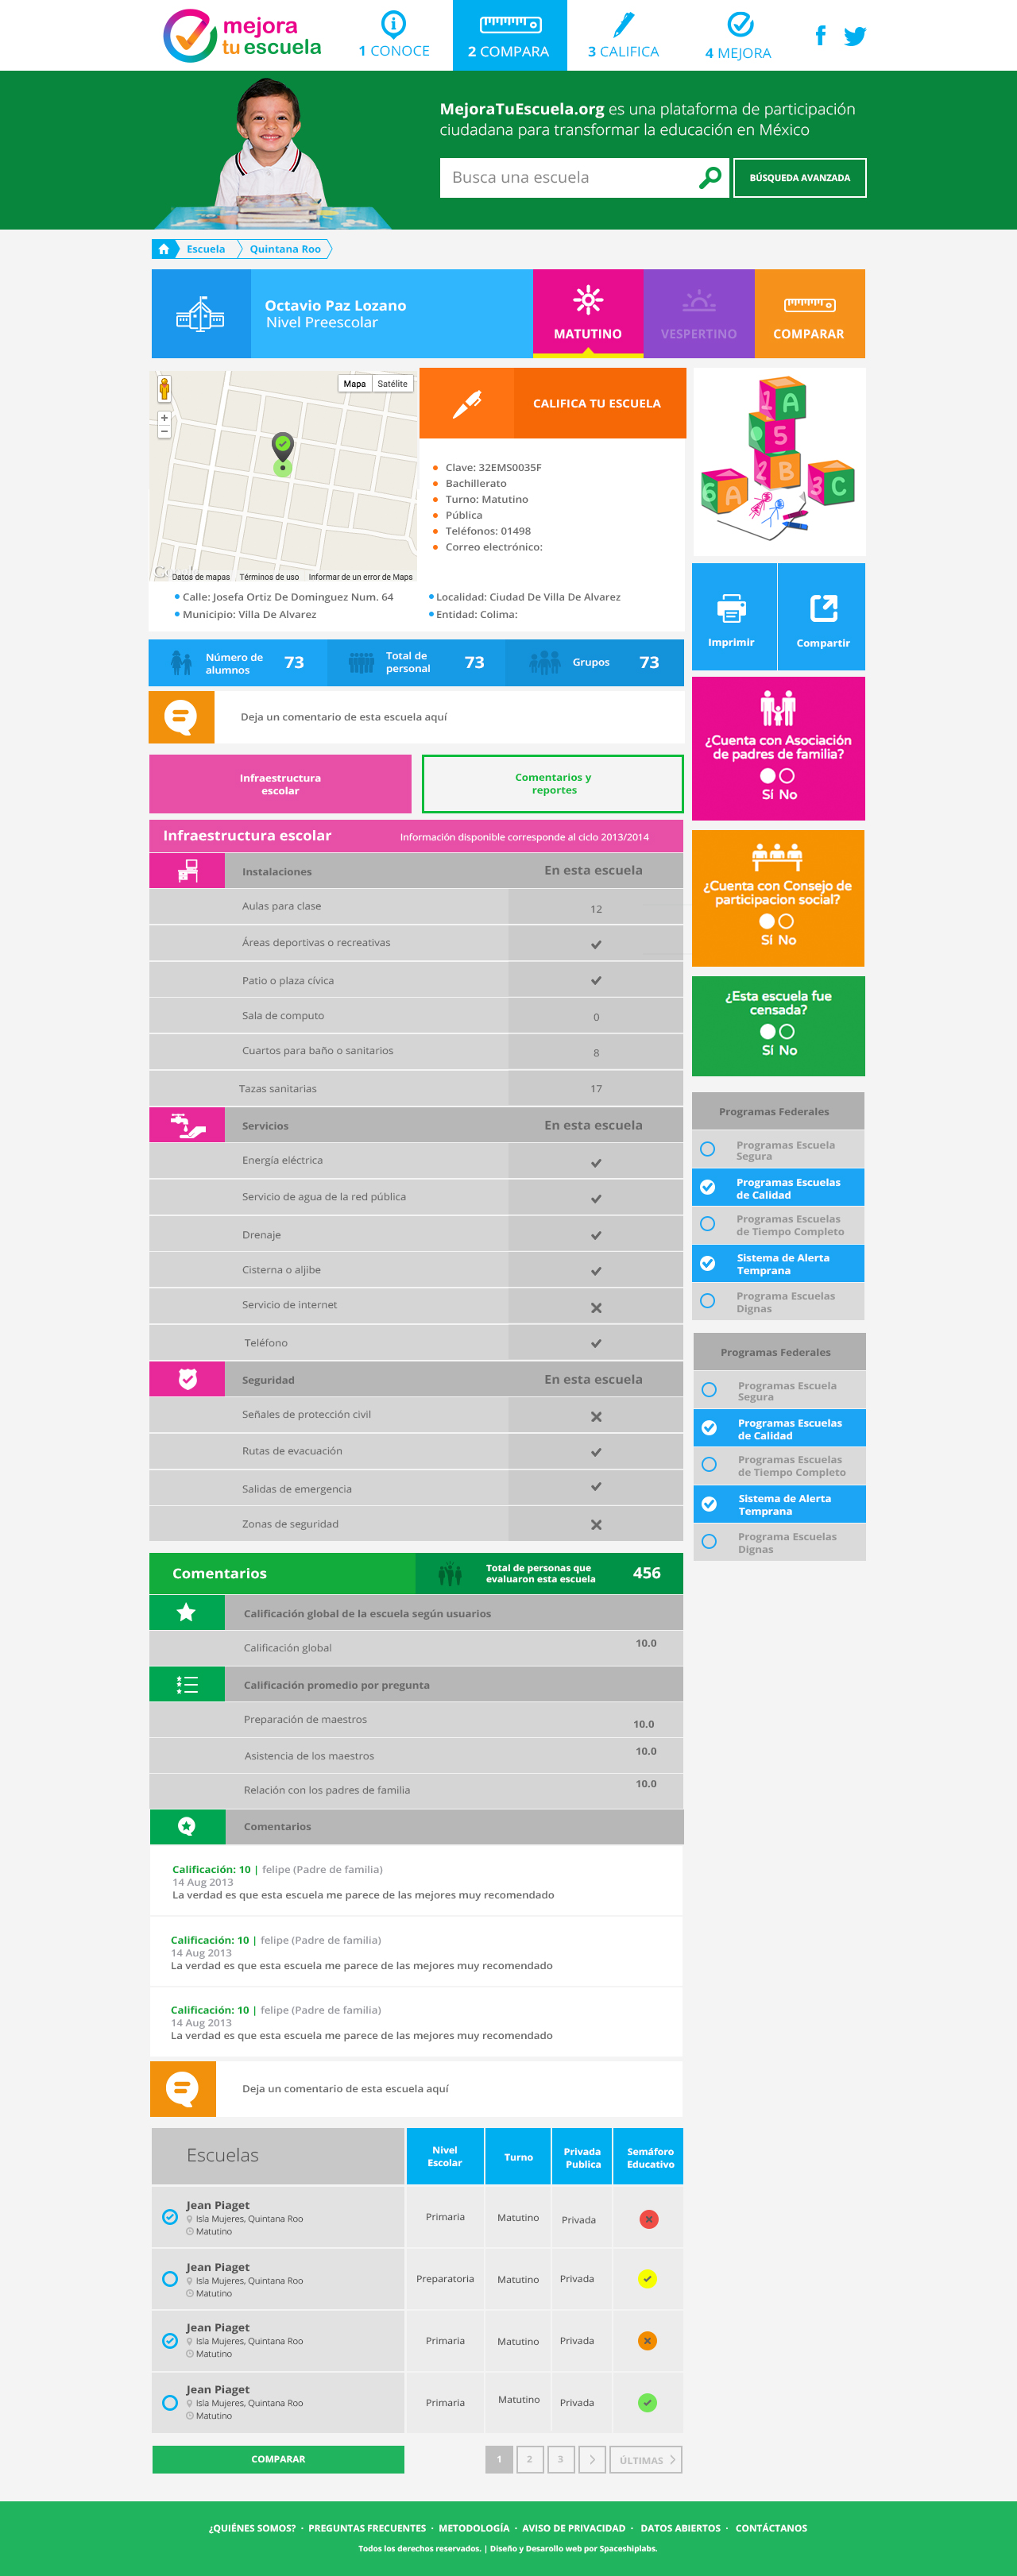 mejora
tu escuela
1 CONOCE
2 COMPARA
3 CALIFICA
4 MEJORA
MejoraTuEscuela.org es una plataforma de participación
ciudadana para transformar la educación en México
Busca una escuela
BÚSQUEDA AVANZADA
Escuela
Quintana Roo
Octavio Paz Lozano
Nivel Preescolar
MATUTINO
VESPERTINO
COMPARAR
Mapa
Satélite
Datos de mapas
Términos de uso
Informar de un error de Maps
CALIFICA TU ESCUELA
Clave: 32EMS0035F
Bachillerato
Turno: Matutino
Pública
Teléfonos: 01498
Correo electrónico:
Calle: Josefa Ortiz De Dominguez Num. 64
Localidad: Ciudad De Villa De Alvarez
Municipio: Villa De Alvarez
Entidad: Colima:
1 A
5
2 B
6 A
3 C
Imprimir
Compartir
Número de
alumnos
73
Total de
personal
73
Grupos
73
Deja un comentario de esta escuela aquí
¿Cuenta con Asociación
de padres de familia?
Sí No
Infraestructura
escolar
Comentarios y
reportes
Infraestructura escolar
Información disponible corresponde al ciclo 2013/2014
Instalaciones
En esta escuela
Aulas para clase
12
Áreas deportivas o recreativas
Patio o plaza cívica
Sala de computo
0
Cuartos para baño o sanitarios
8
Tazas sanitarias
17
Servicios
En esta escuela
Energía eléctrica
Servicio de agua de la red pública
Drenaje
Cisterna o aljibe
Servicio de internet
Teléfono
Seguridad
En esta escuela
Señales de protección civil
Rutas de evacuación
Salidas de emergencia
Zonas de seguridad
¿Cuenta con Consejo de
participacion social?
Sí No
¿Esta escuela fue
censada?
Sí No
Programas Federales
Programas Escuela
Segura
Programas Escuelas
de Calidad
Programas Escuelas
de Tiempo Completo
Sistema de Alerta
Temprana
Programa Escuelas
Dignas
Programas Federales
Programas Escuela
Segura
Programas Escuelas
de Calidad
Programas Escuelas
de Tiempo Completo
Sistema de Alerta
Temprana
Programa Escuelas
Dignas
Comentarios
Total de personas que
evaluaron esta escuela
456
Calificación global de la escuela según usuarios
Calificación global
10.0
Calificación promedio por pregunta
Preparación de maestros
10.0
Asistencia de los maestros
10.0
Relación con los padres de familia
10.0
Comentarios
Calificación: 10 | felipe (Padre de familia)
14 Aug 2013
La verdad es que esta escuela me parece de las mejores muy recomendado
Calificación: 10 | felipe (Padre de familia)
14 Aug 2013
La verdad es que esta escuela me parece de las mejores muy recomendado
Calificación: 10 | felipe (Padre de familia)
14 Aug 2013
La verdad es que esta escuela me parece de las mejores muy recomendado
Deja un comentario de esta escuela aquí
Escuelas
Nivel
Escolar
Turno
Privada
Publica
Semáforo
Educativo
Jean Piaget
Isla Mujeres, Quintana Roo
Matutino
Primaria
Matutino
Privada
Jean Piaget
Isla Mujeres, Quintana Roo
Matutino
Preparatoria
Matutino
Privada
Jean Piaget
Isla Mujeres, Quintana Roo
Matutino
Primaria
Matutino
Privada
Jean Piaget
Isla Mujeres, Quintana Roo
Matutino
Primaria
Matutino
Privada
COMPARAR
1
2
3
ÚLTIMAS
¿QUIÉNES SOMOS? · PREGUNTAS FRECUENTES · METODOLOGÍA · AVISO DE PRIVACIDAD · DATOS ABIERTOS · CONTÁCTANOS
Todos los derechos reservados. | Diseño y Desarollo web por Spaceshiplabs.